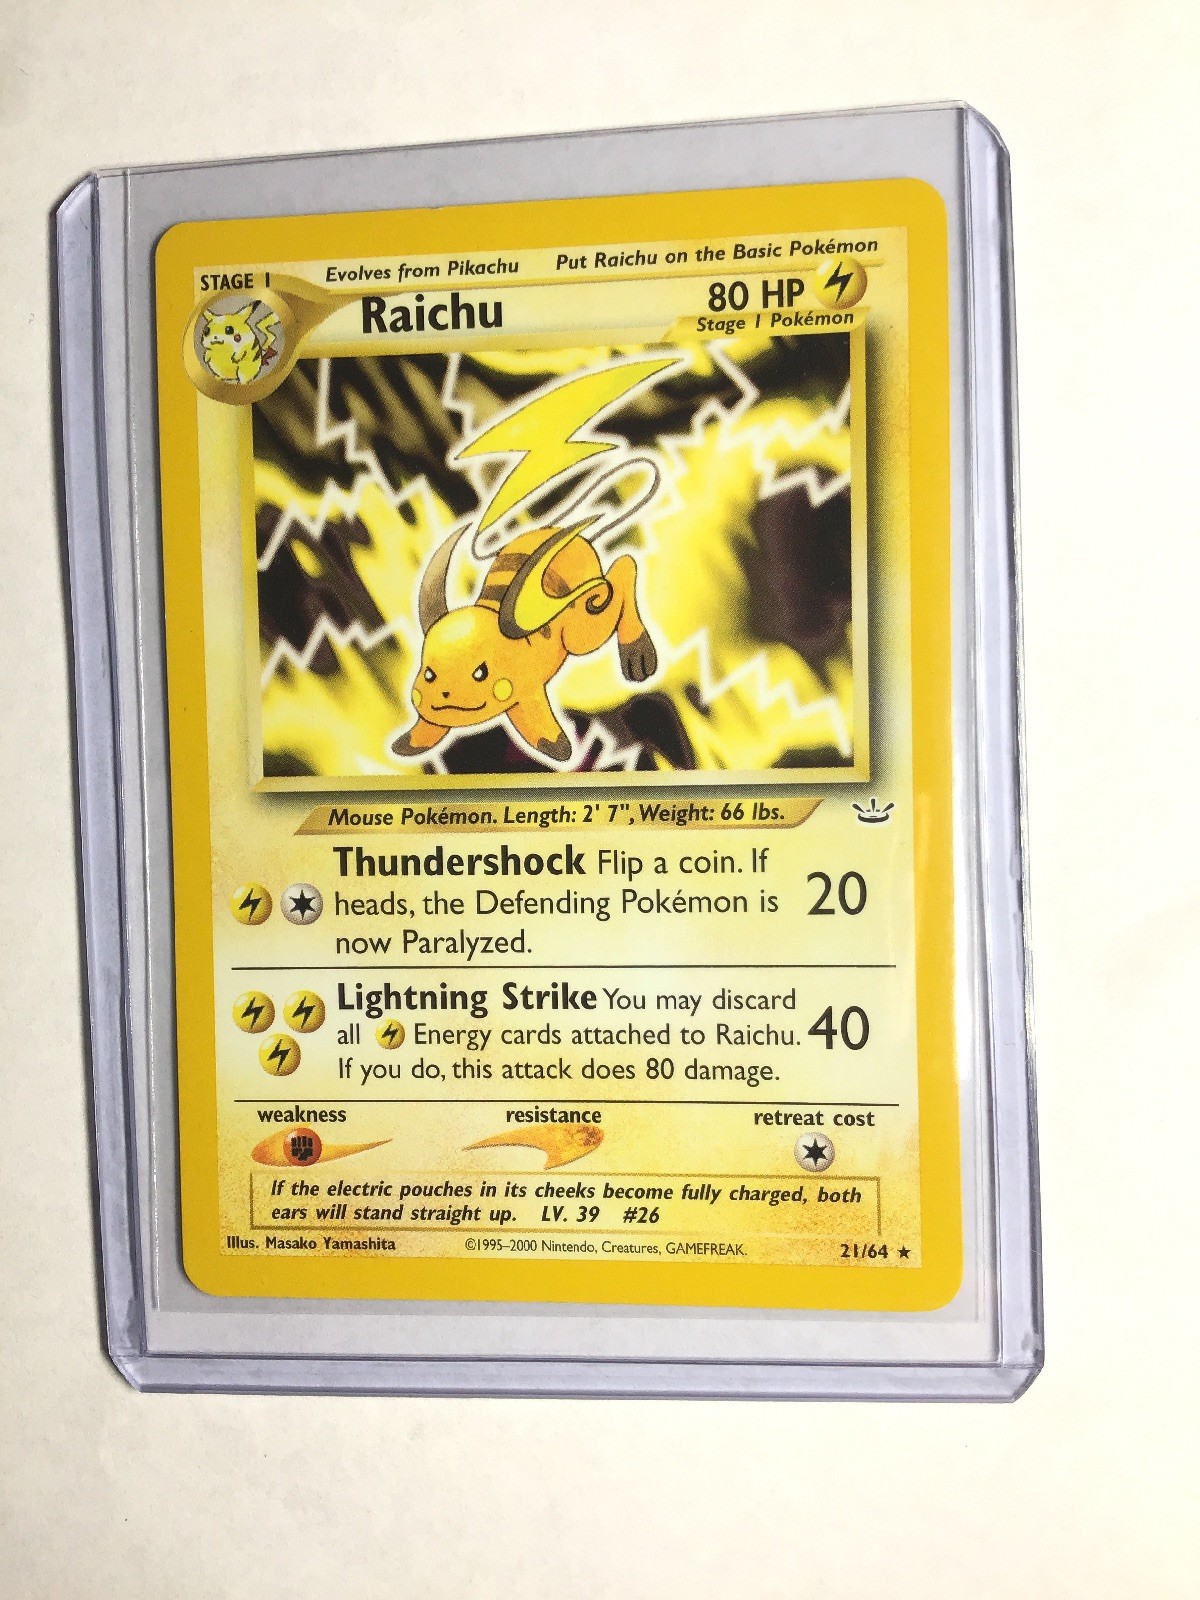 STAGE 1
Evolves from Pikachu
Put Raichu on the Basic Pokémon
Raichu
80 HP
Stage 1 Pokémon
Mouse Pokémon. Length: 2' 7", Weight: 66 lbs.
Thundershock Flip a coin. If
heads, the Defending Pokémon is
now Paralyzed.
20
Lightning Strike You may discard
all Energy cards attached to Raichu.
If you do, this attack does 80 damage.
40
weakness
resistance
retreat cost
If the electric pouches in its cheeks become fully charged, both
ears will stand straight up. LV. 39 #26
Illus. Masako Yamashita
©1995-2000 Nintendo, Creatures, GAMEFREAK.
21/64 ★